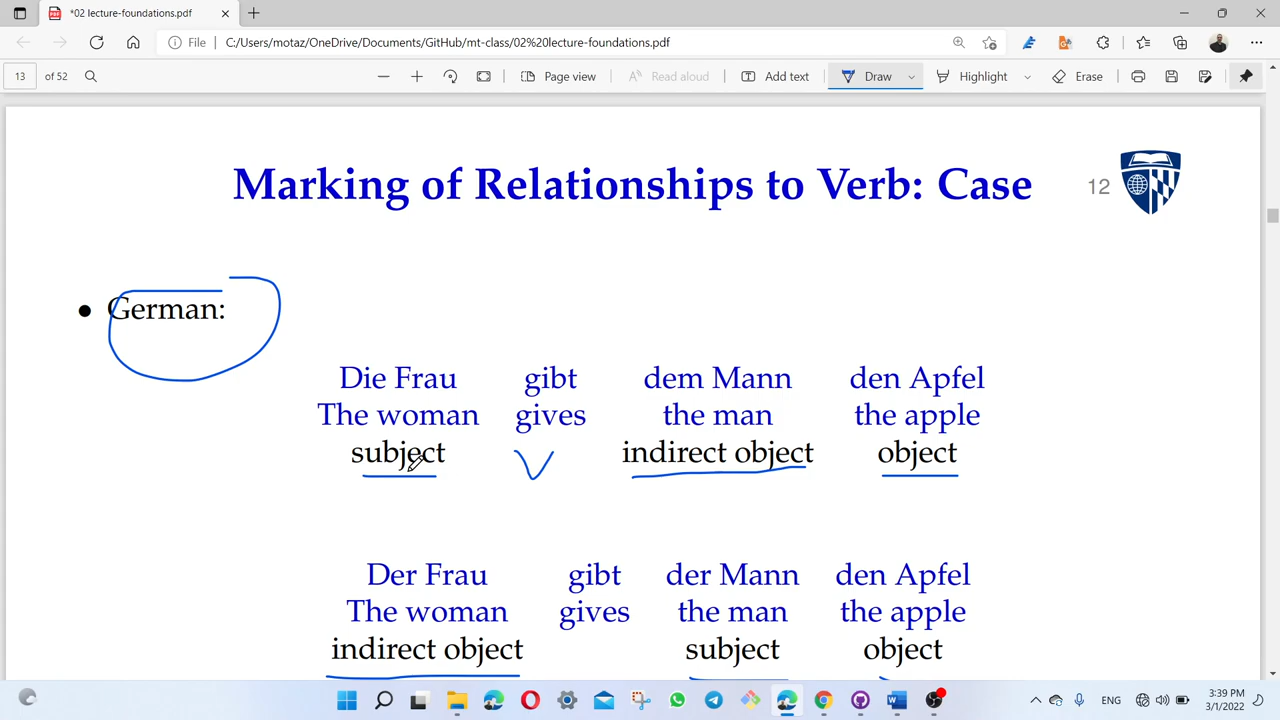 *02 lecture-foundations.pdf
File C:/Users/motaz/OneDrive/Documents/GitHub/mt-class/02%20lecture-foundations.pdf
13 of 52 Page view Read aloud Add text Draw Highlight Erase
Marking of Relationships to Verb: Case 12
• German:
Die Frau gibt dem Mann den Apfel
The woman gives the man the apple
subject V indirect object object
Der Frau gibt der Mann den Apfel
The woman gives the man the apple
indirect object subject object
ENG 3:39 PM
3/1/2022